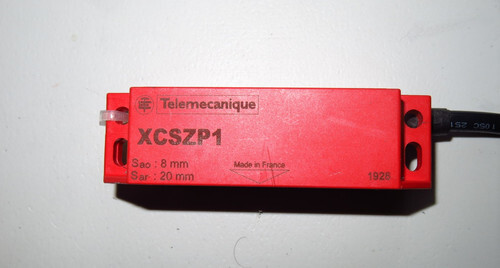 Telemecanique
XCSZP1
Sao : 8 mm
Sar : 20 mm
Made in France
1928